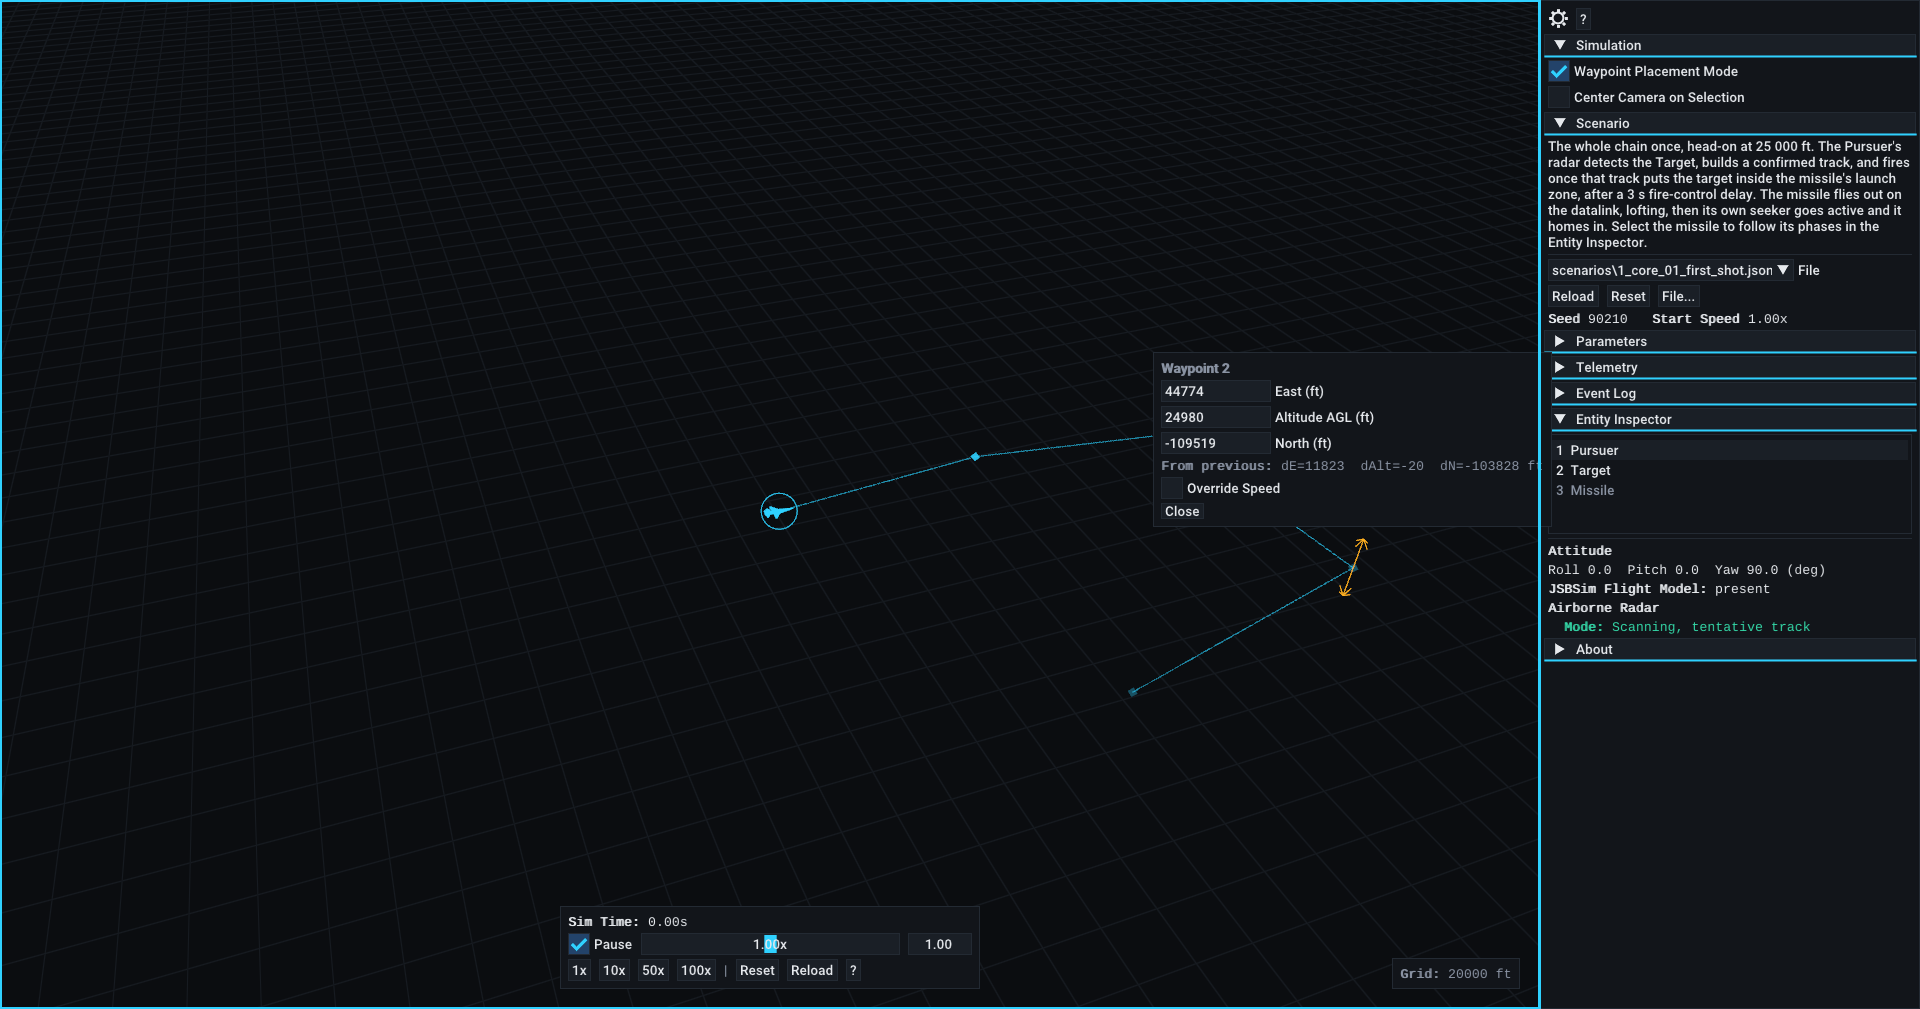 ?
Simulation
Waypoint Placement Mode
Center Camera on Selection
Scenario
The whole chain once, head-on at 25 000 ft. The Pursuer's
radar detects the Target, builds a confirmed track, and fires
once that track puts the target inside the missile's launch
zone, after a 3 s fire-control delay. The missile flies out on
the datalink, lofting, then its own seeker goes active and it
homes in. Select the missile to follow its phases in the
Entity Inspector.
scenarios\1_core_01_first_shot.json File
Reload Reset File...
Seed 90210 Start Speed 1.00x
Parameters
Telemetry
Event Log
Entity Inspector
1 Pursuer
2 Target
3 Missile
Attitude
Roll 0.0 Pitch 0.0 Yaw 90.0 (deg)
JSBSim Flight Model: present
Airborne Radar
Mode: Scanning, tentative track
About
Waypoint 2
44774 East (ft)
24980 Altitude AGL (ft)
-109519 North (ft)
From previous: dE=11823 dAlt=-20 dN=-103828 ft
Override Speed
Close
Sim Time: 0.00s
Pause 1.00x 1.00
1x 10x 50x 100x | Reset Reload ?
Grid: 20000 ft